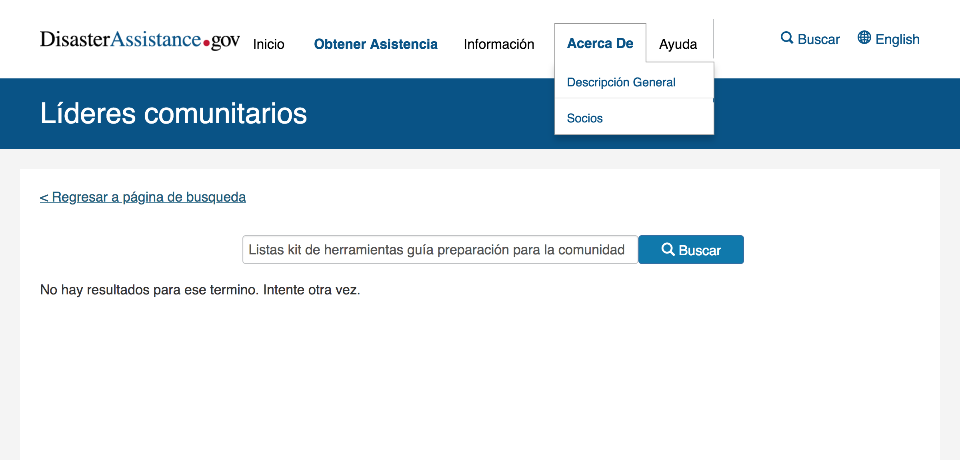 DisasterAssistance.gov
Inicio
Obtener Asistencia
Información
Acerca De
Ayuda
Buscar
English
Descripción General
Socios
Líderes comunitarios
< Regresar a página de busqueda
Listas kit de herramientas guía preparación para la comunidad
Buscar
No hay resultados para ese termino. Intente otra vez.